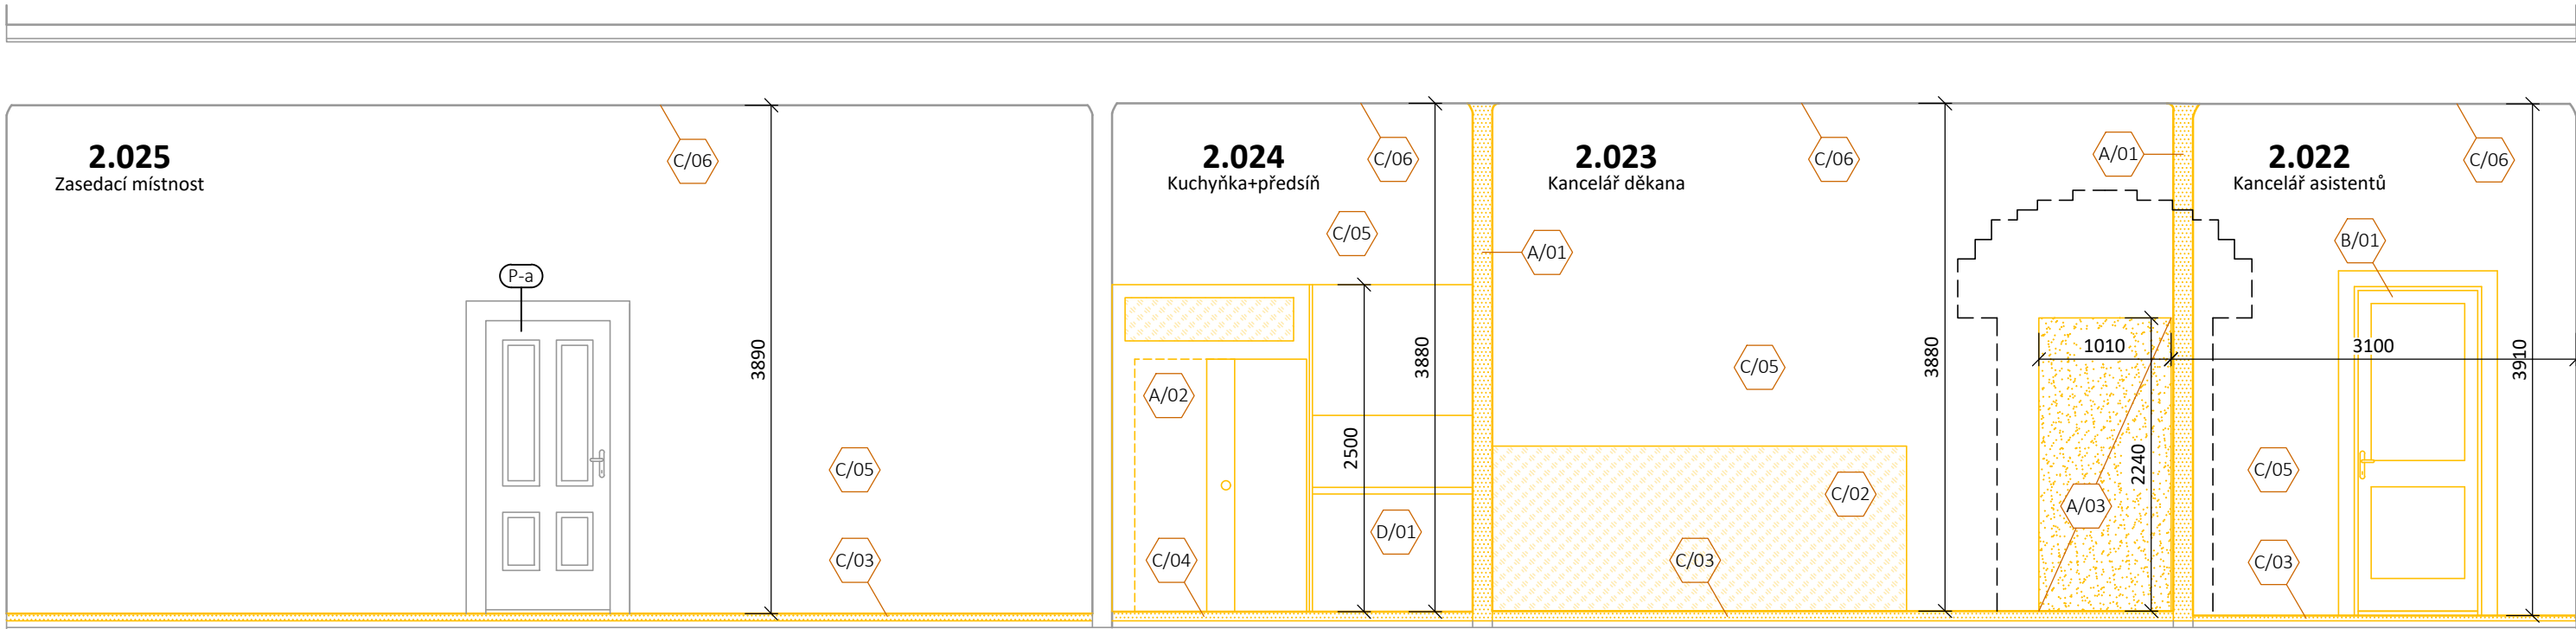 2.025
Zasedací místnost
C/06
P-a
3890
C/05
C/03
2.024
Kuchyňka+předsíň
C/06
C/05
A/02
C/04
D/01
2500
3880
A/01
2.023
Kancelář děkana
C/06
C/05
C/02
C/03
3880
A/01
1010
2240
A/03
3100
2.022
Kancelář asistentů
C/06
B/01
C/05
C/03
3910